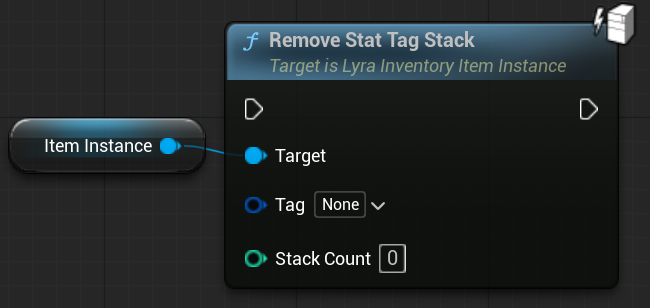 f Remove Stat Tag Stack
Target is Lyra Inventory Item Instance
Item Instance
Target
Tag None
Stack Count 0